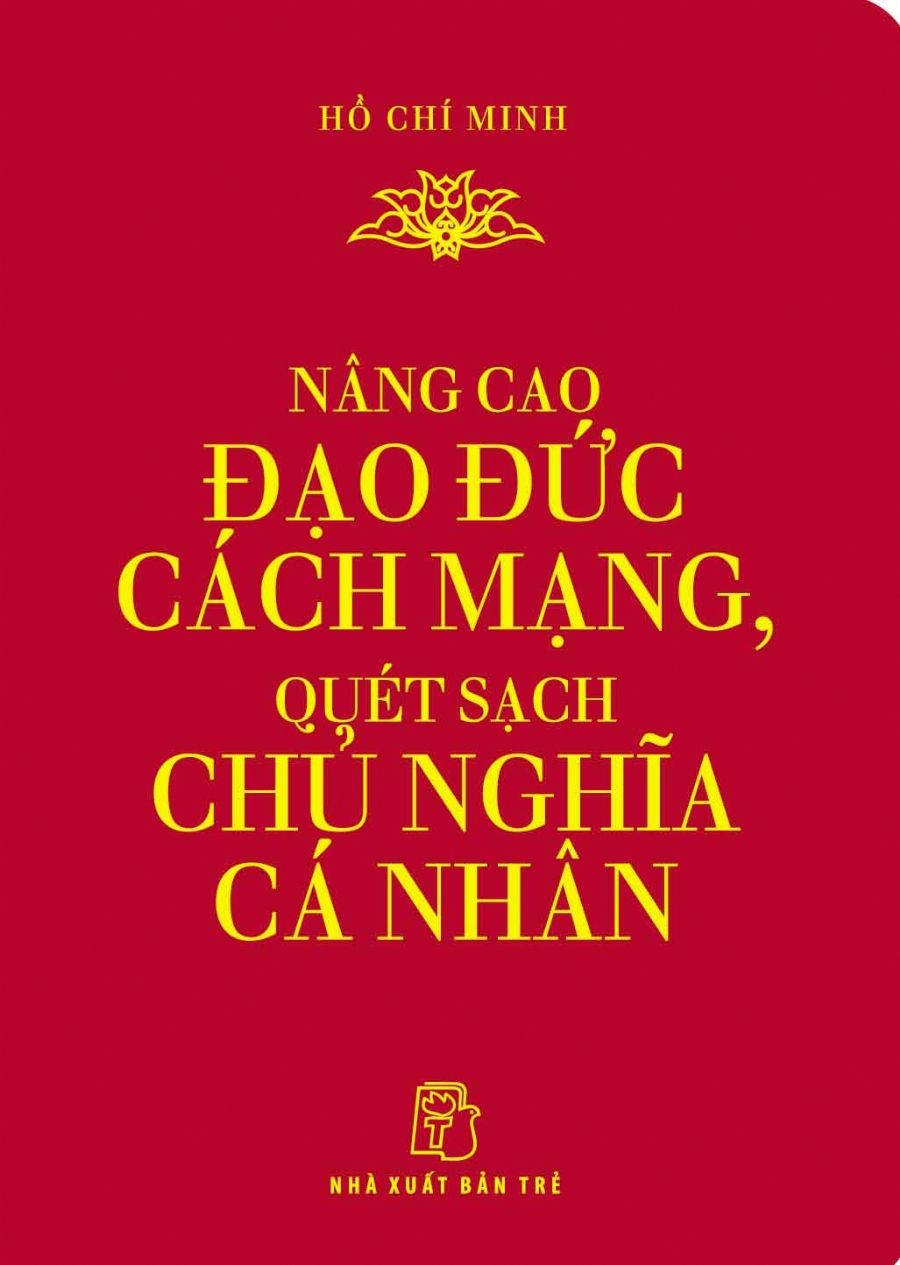 HỒ CHÍ MINH
NÂNG CAO
ĐẠO ĐỨC
CÁCH MẠNG,
QUÉT SẠCH
CHỦ NGHĨA
CÁ NHÂN
T
NHÀ XUẤT BẢN TRẺ